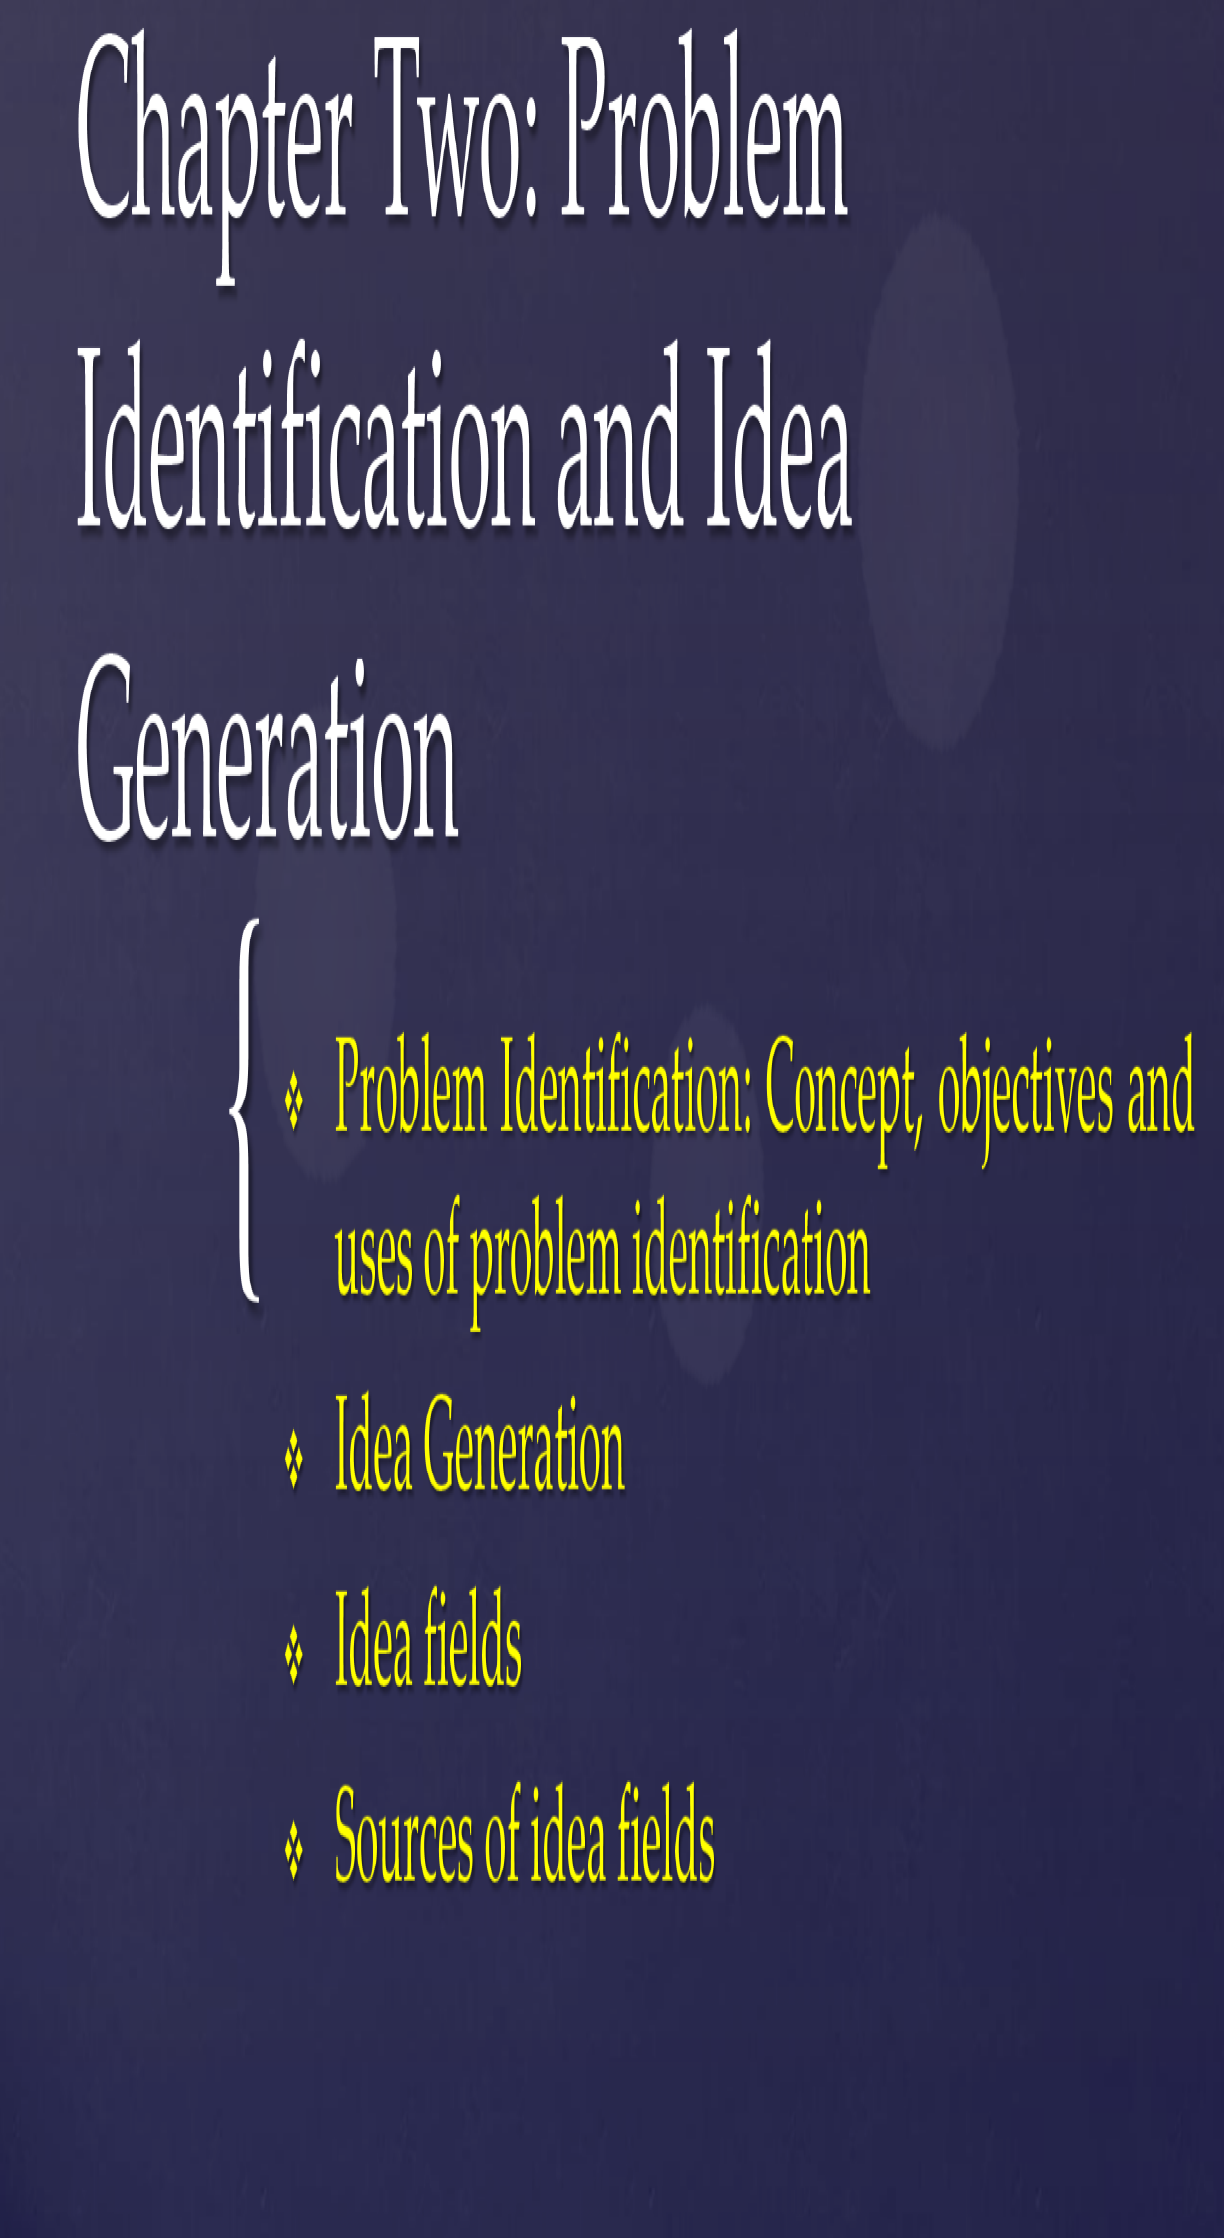 Chapter Two: Problem
Identification and Idea
Generation
❖ Problem Identification: Concept, objectives and
uses of problem identification
❖ Idea Generation
❖ Idea fields
❖ Sources of idea fields